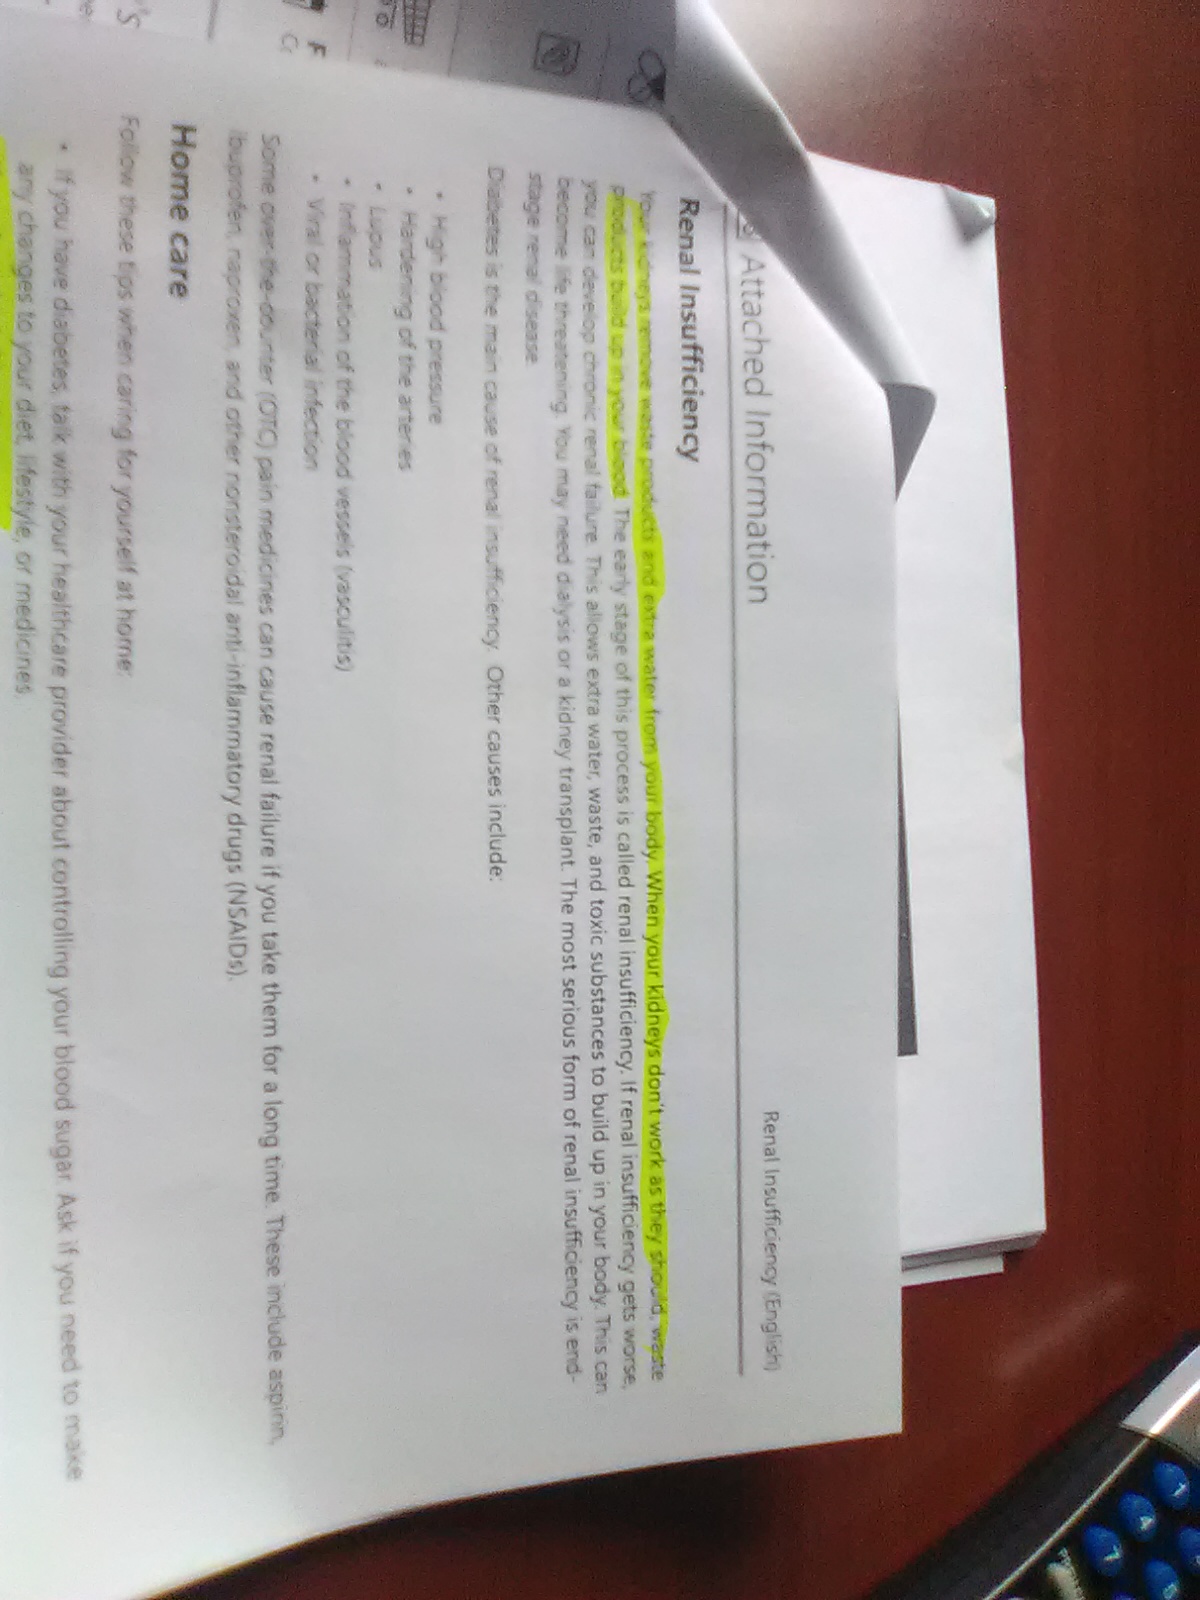 Attached Information
Renal Insufficiency (English)
Renal Insufficiency
Your kidneys remove waste products and extra water from your body. When your kidneys don't work as they should, waste
products build up in your blood. The early stage of this process is called renal insufficiency. If renal insufficiency gets worse,
you can develop chronic renal failure. This allows extra water, waste, and toxic substances to build up in your body. This can
become life threatening. You may need dialysis or a kidney transplant. The most serious form of renal insufficiency is end-
stage renal disease.
Diabetes is the main cause of renal insufficiency. Other causes include:
• High blood pressure
• Hardening of the arteries
• Lupus
• Inflammation of the blood vessels (vasculitis)
• Viral or bacterial infection
Some over-the-counter (OTC) pain medicines can cause renal failure if you take them for a long time. These include aspirin,
ibuprofen, naproxen, and other nonsteroidal anti-inflammatory drugs (NSAIDs).
Home care
Follow these tips when caring for yourself at home:
• If you have diabetes, talk with your healthcare provider about controlling your blood sugar. Ask if you need to make
any changes to your diet, lifestyle, or medicines.